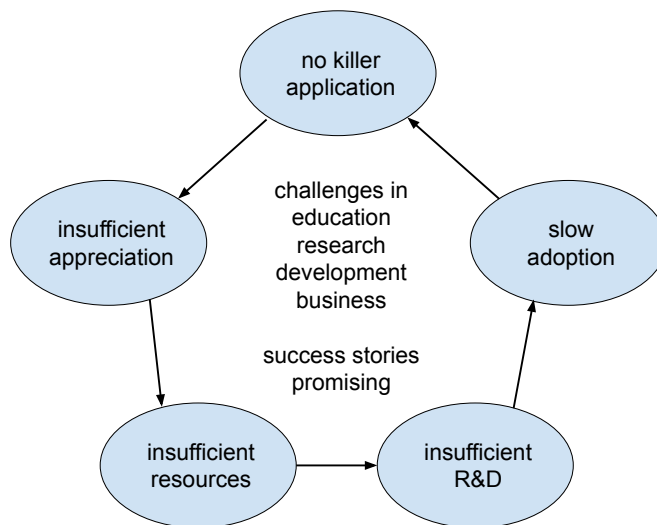 no killer
application
challenges in
education
research
development
business
success stories
promising
insufficient
appreciation
slow
adoption
insufficient
resources
insufficient
R&D